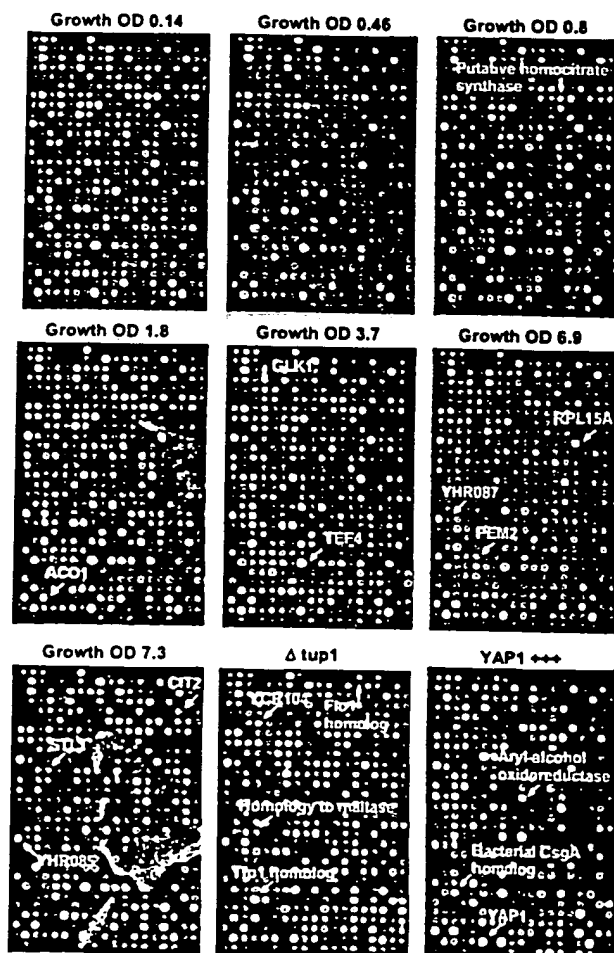 Growth OD 0.14
Growth OD 0.46
Growth OD 0.8
Putative homocitrate
synthase
Growth OD 1.8
Growth OD 3.7
Growth OD 6.9
GLK1
RPL15A
YHR087
PEM2
TEF4
ACO1
Growth OD 7.3
Δ tup1
YAP1 +++
CIT2
Flo1
homolog
Aryl-alcohol
oxidoreductase
Homology to maltase
YHR085
homolog
Bacterial CsgA
homolog
YAP1